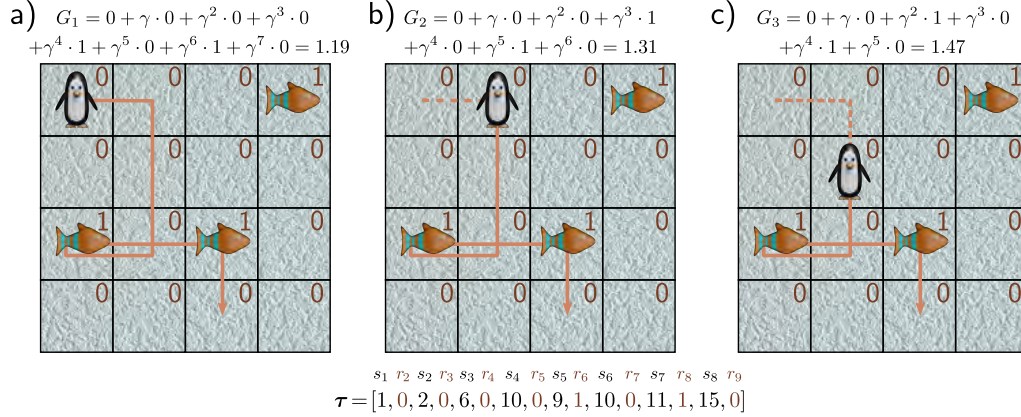 a) G₁ = 0 + γ · 0 + γ² · 0 + γ³ · 0
+γ⁴ · 1 + γ⁵ · 0 + γ⁶ · 1 + γ⁷ · 0 = 1.19
0 0 0 1
0 0 0 0
1 0 1 0
0 0 0 0
b) G₂ = 0 + γ · 0 + γ² · 0 + γ³ · 1
+γ⁴ · 0 + γ⁵ · 1 + γ⁶ · 0 = 1.31
0 0 0 1
0 0 0 0
1 0 1 0
0 0 0 0
c) G₃ = 0 + γ · 0 + γ² · 1 + γ³ · 0
+γ⁴ · 1 + γ⁵ · 0 = 1.47
0 0 0 1
0 0 0 0
1 0 1 0
0 0 0 0
s₁ r₂ s₂ r₃ s₃ r₄ s₄ r₅ s₅ r₆ s₆ r₇ s₇ r₈ s₈ r₉
τ = [1, 0, 2, 0, 6, 0, 10, 0, 9, 1, 10, 0, 11, 1, 15, 0]